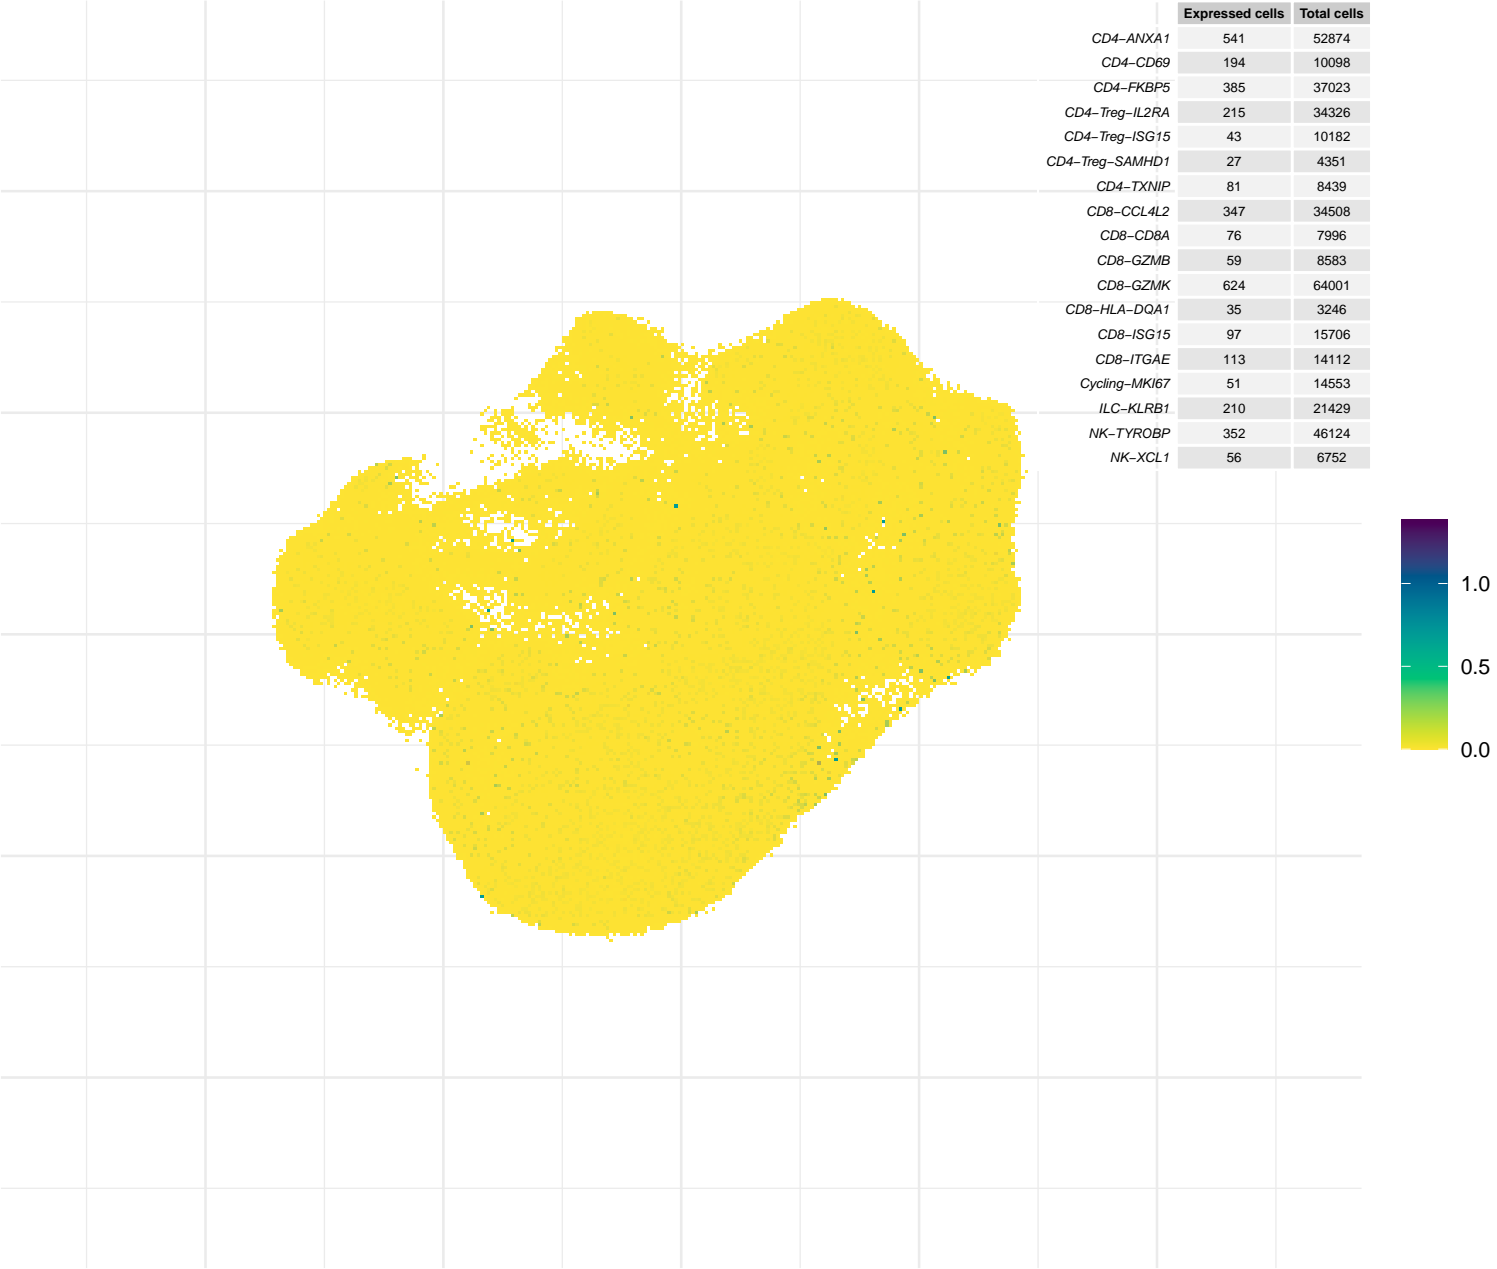 Expressed cells Total cells
CD4−ANXA1 541 52874
CD4−CD69 194 10098
CD4−FKBP5 385 37023
CD4−Treg−IL2RA 215 34326
CD4−Treg−ISG15 43 10182
CD4−Treg−SAMHD1 27 4351
CD4−TXNIP 81 8439
CD8−CCL4L2 347 34508
CD8−CD8A 76 7996
CD8−GZMB 59 8583
CD8−GZMK 624 64001
CD8−HLA−DQA1 35 3246
CD8−ISG15 97 15706
CD8−ITGAE 113 14112
Cycling−MKI67 51 14553
ILC−KLRB1 210 21429
NK−TYROBP 352 46124
NK−XCL1 56 6752
1.0
0.5
0.0